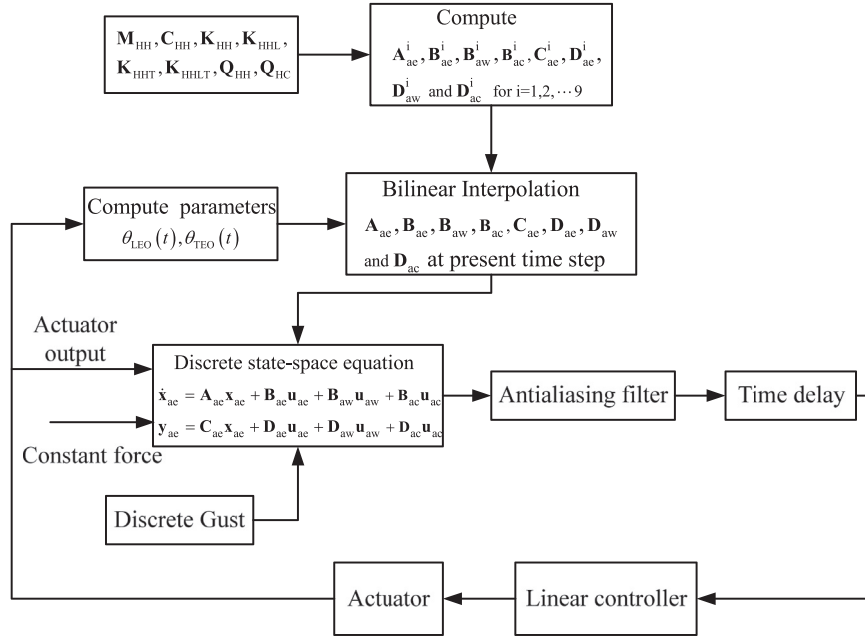 M_HH, C_HH, K_HH, K_HHL,
K_HHT, K_HHLT, Q_HH, Q_HC
Compute
A^i_ae, B^i_ae, B^i_aw, B^i_ac, C^i_ae, D^i_ae,
D^i_aw and D^i_ac for i=1,2,⋯9
Compute parameters
θ_LEO(t), θ_TEO(t)
Bilinear Interpolation
A_ae, B_ae, B_aw, B_ac, C_ae, D_ae, D_aw
and D_ac at present time step
Actuator
output
Constant force
Discrete state-space equation
ẋ_ae = A_ae x_ae + B_ae u_ae + B_aw u_aw + B_ac u_ac
y_ae = C_ae x_ae + D_ae u_ae + D_aw u_aw + D_ac u_ac
Antialiasing filter
Time delay
Discrete Gust
Actuator
Linear controller